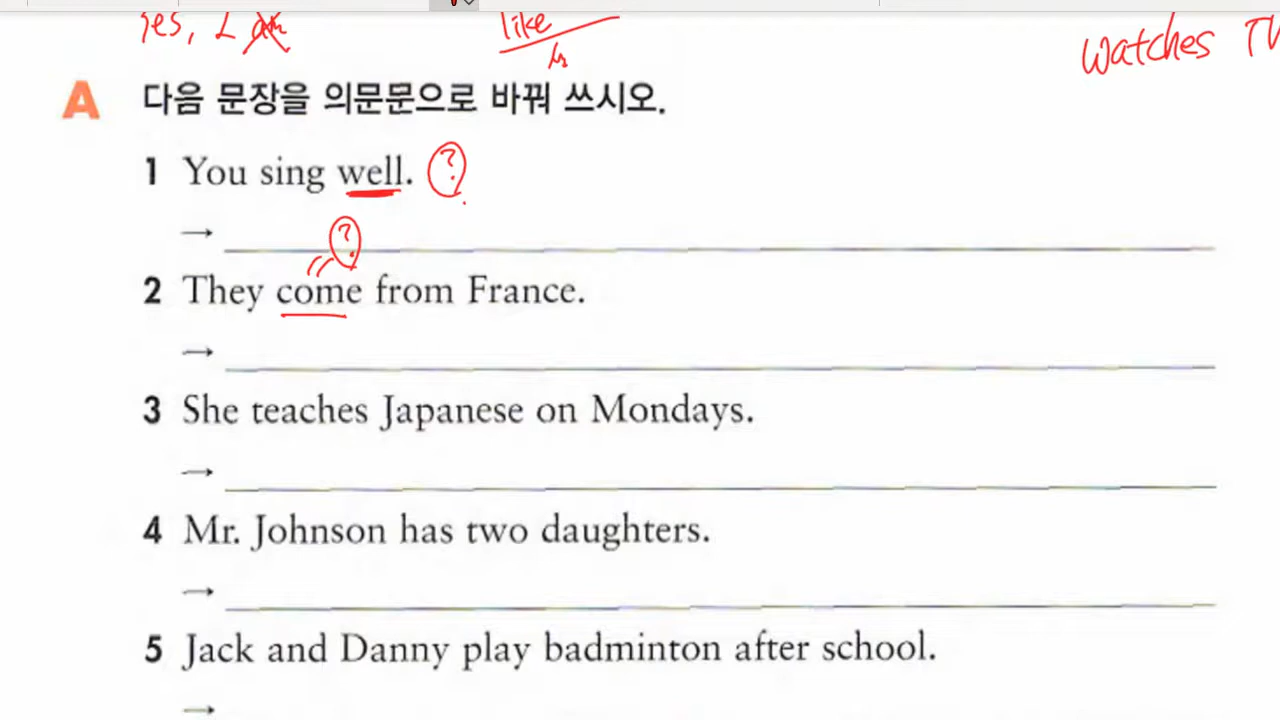 Yes, I am
like
is
Watches TV
A 다음 문장을 의문문으로 바꿔 쓰시오.
1 You sing well. ?
→
?
2 They come from France.
→
3 She teaches Japanese on Mondays.
→
4 Mr. Johnson has two daughters.
→
5 Jack and Danny play badminton after school.
→